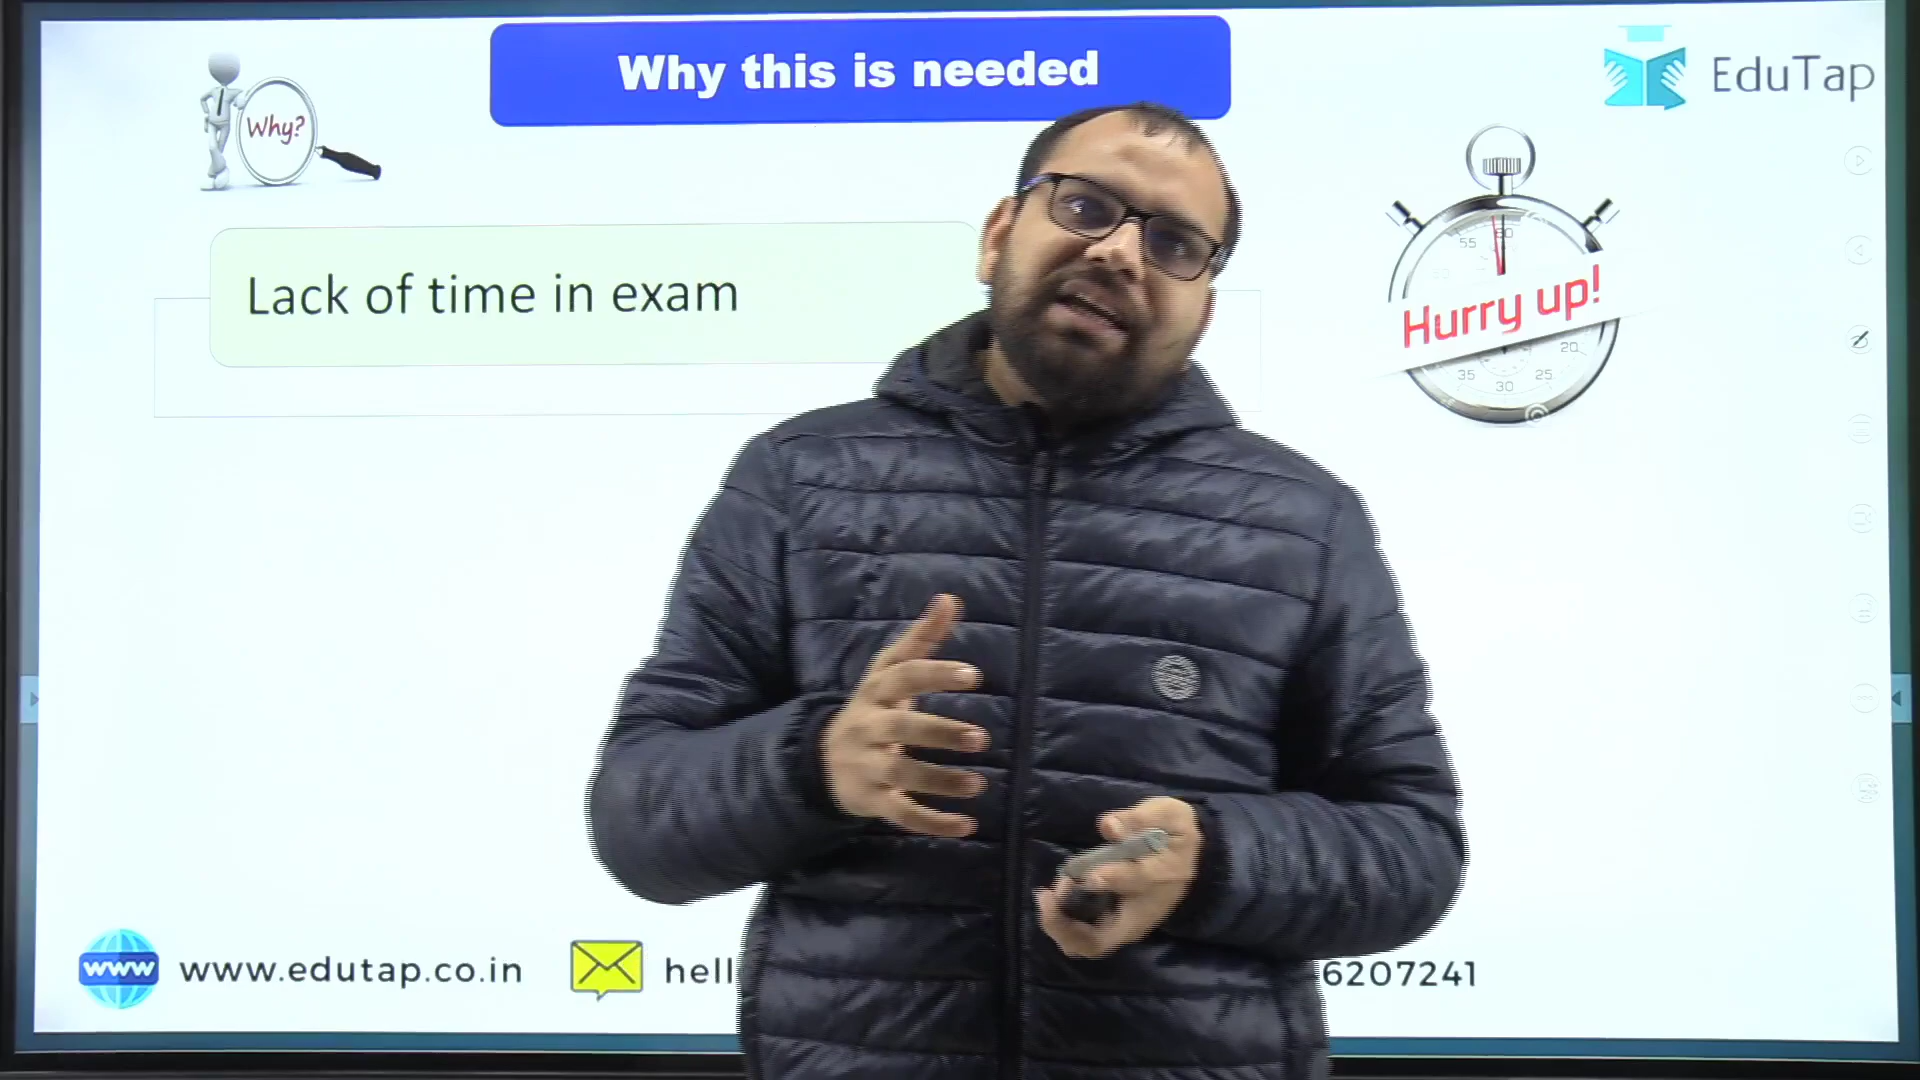 Why this is needed
EduTap
Why?
55
60
Lack of time in exam
Hurry up!
20
35
25
30
www
www.edutap.co.in
hell
6207241